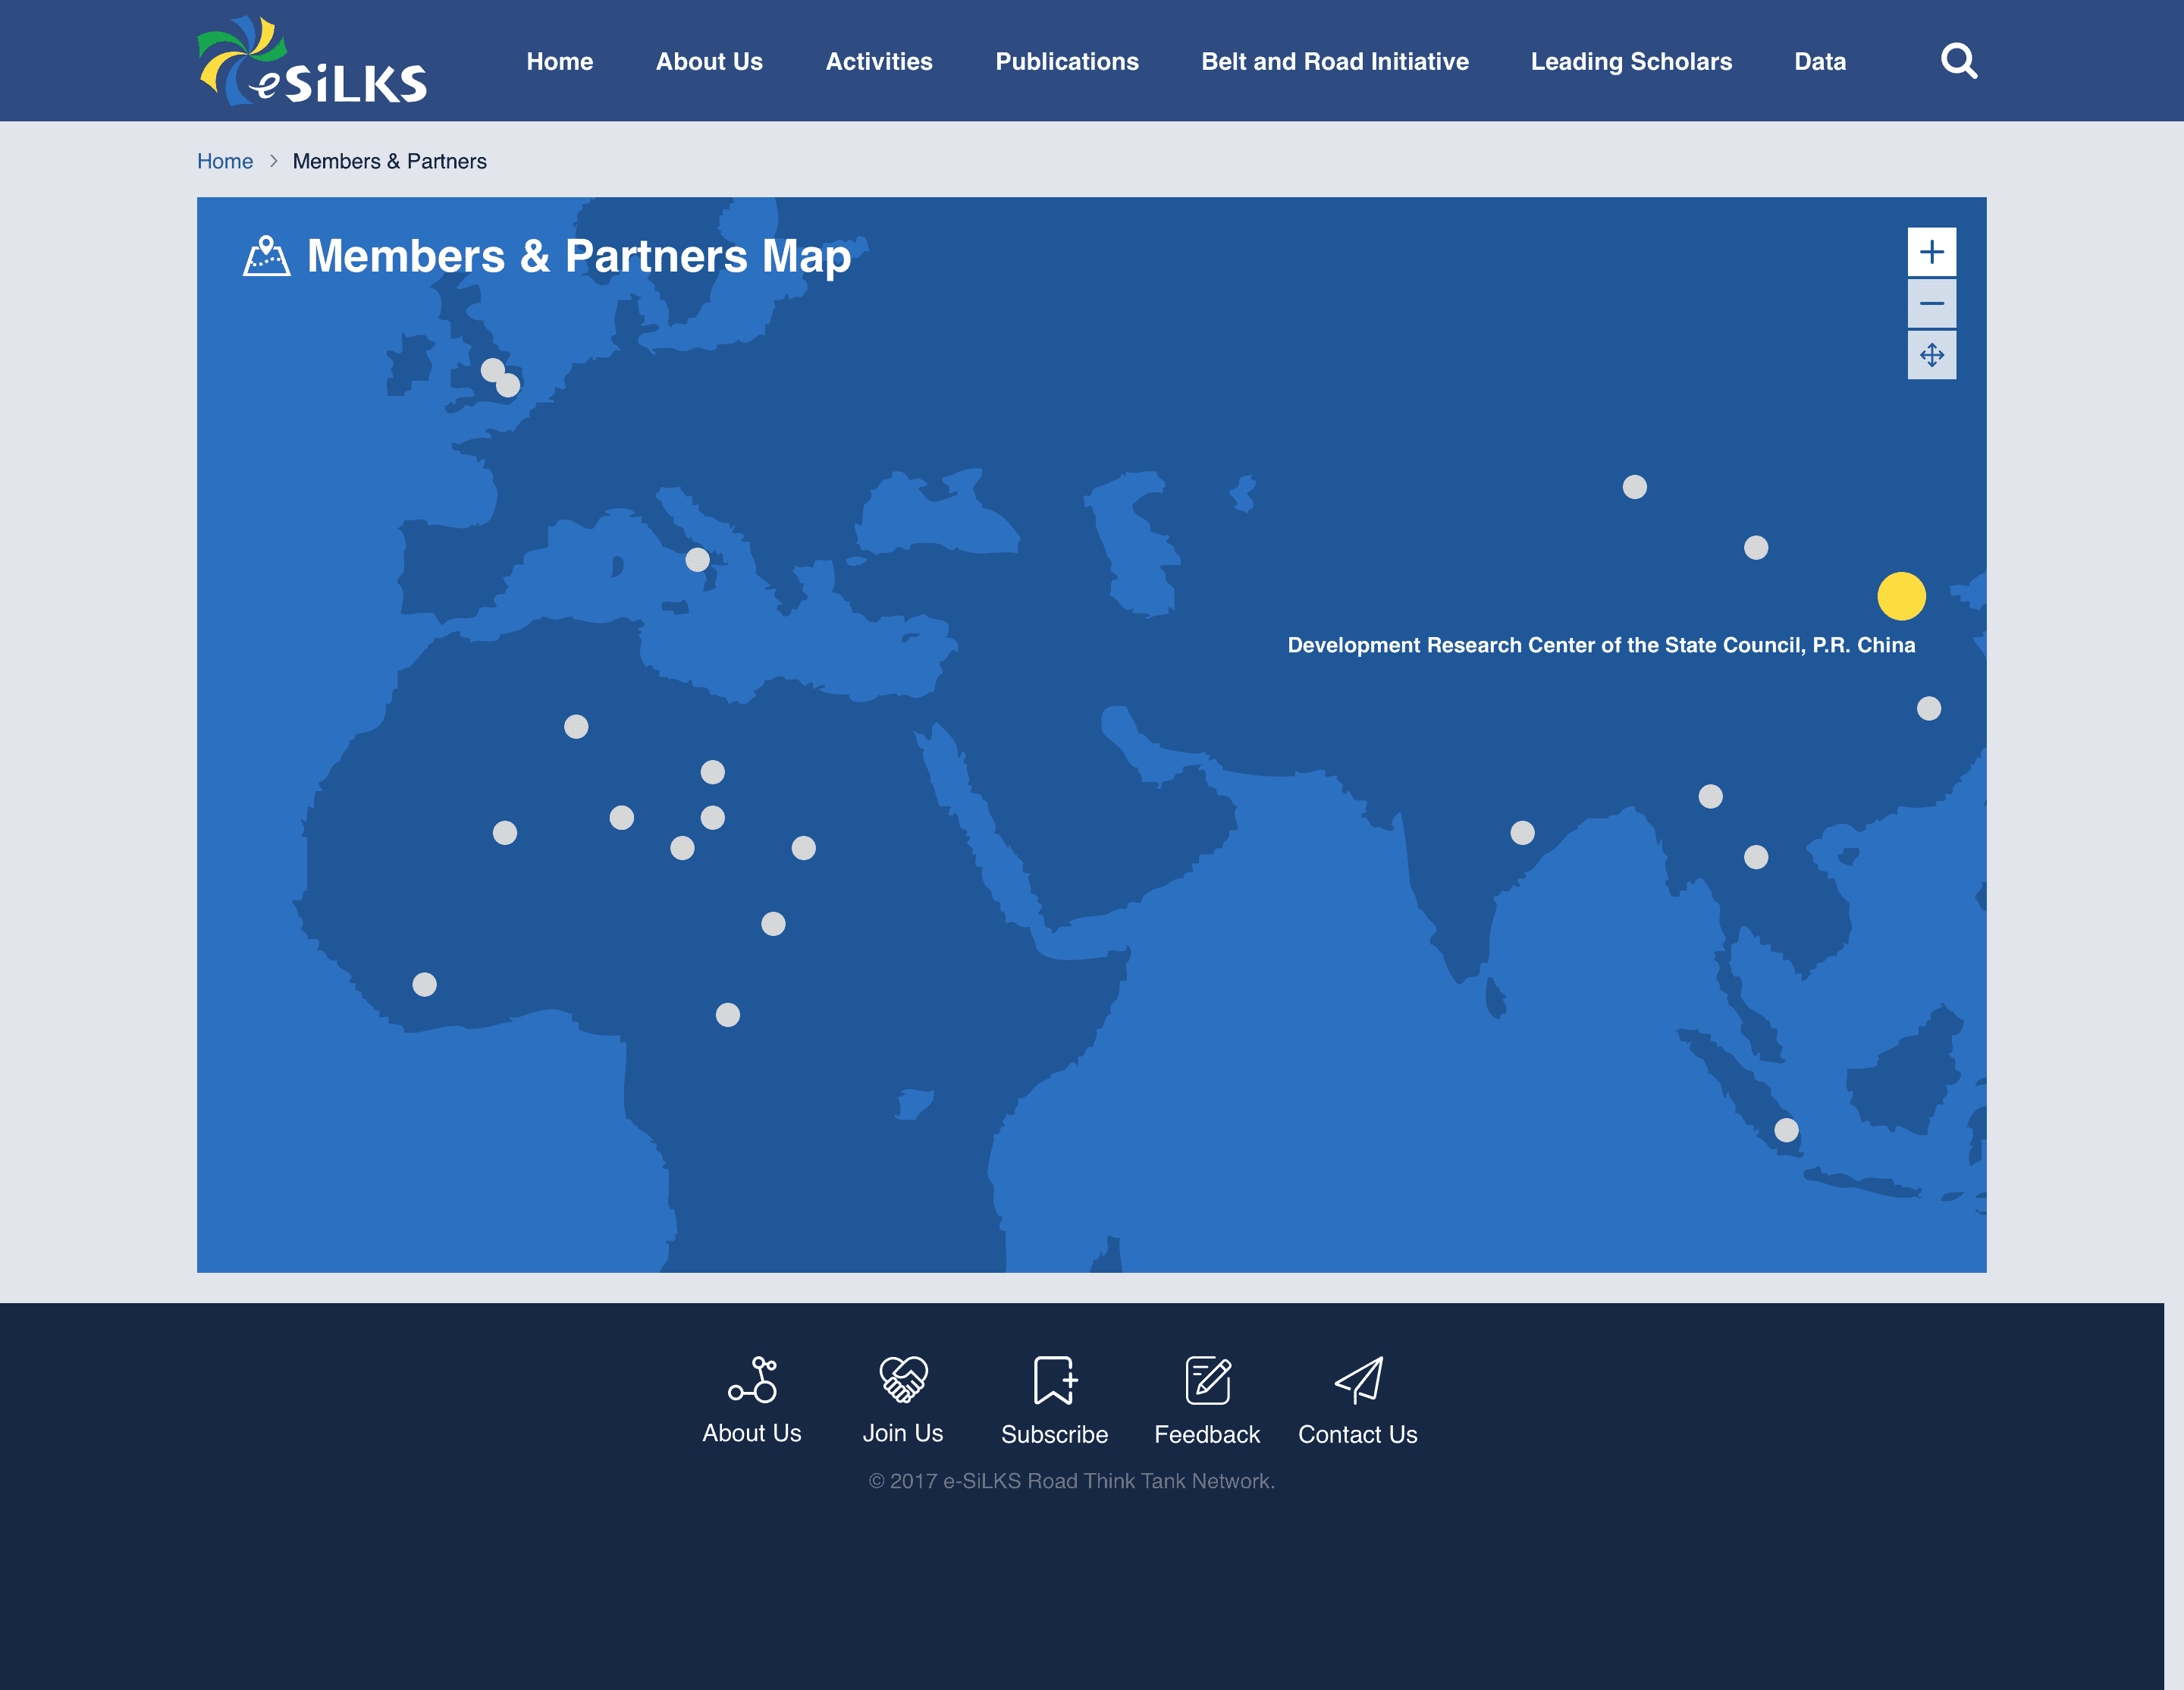 eSiLKS
Home About Us Activities Publications Belt and Road Initiative Leading Scholars Data
Home > Members & Partners
Members & Partners Map
Development Research Center of the State Council, P.R. China
About Us Join Us Subscribe Feedback Contact Us
© 2017 e-SiLKS Road Think Tank Network.